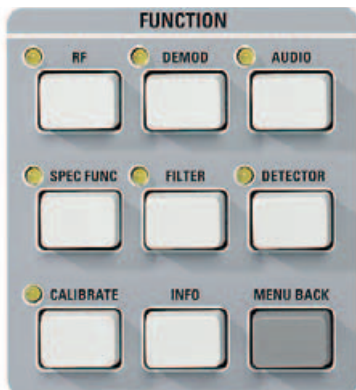 FUNCTION
RF DEMOD AUDIO
SPEC FUNC FILTER DETECTOR
CALIBRATE INFO MENU BACK